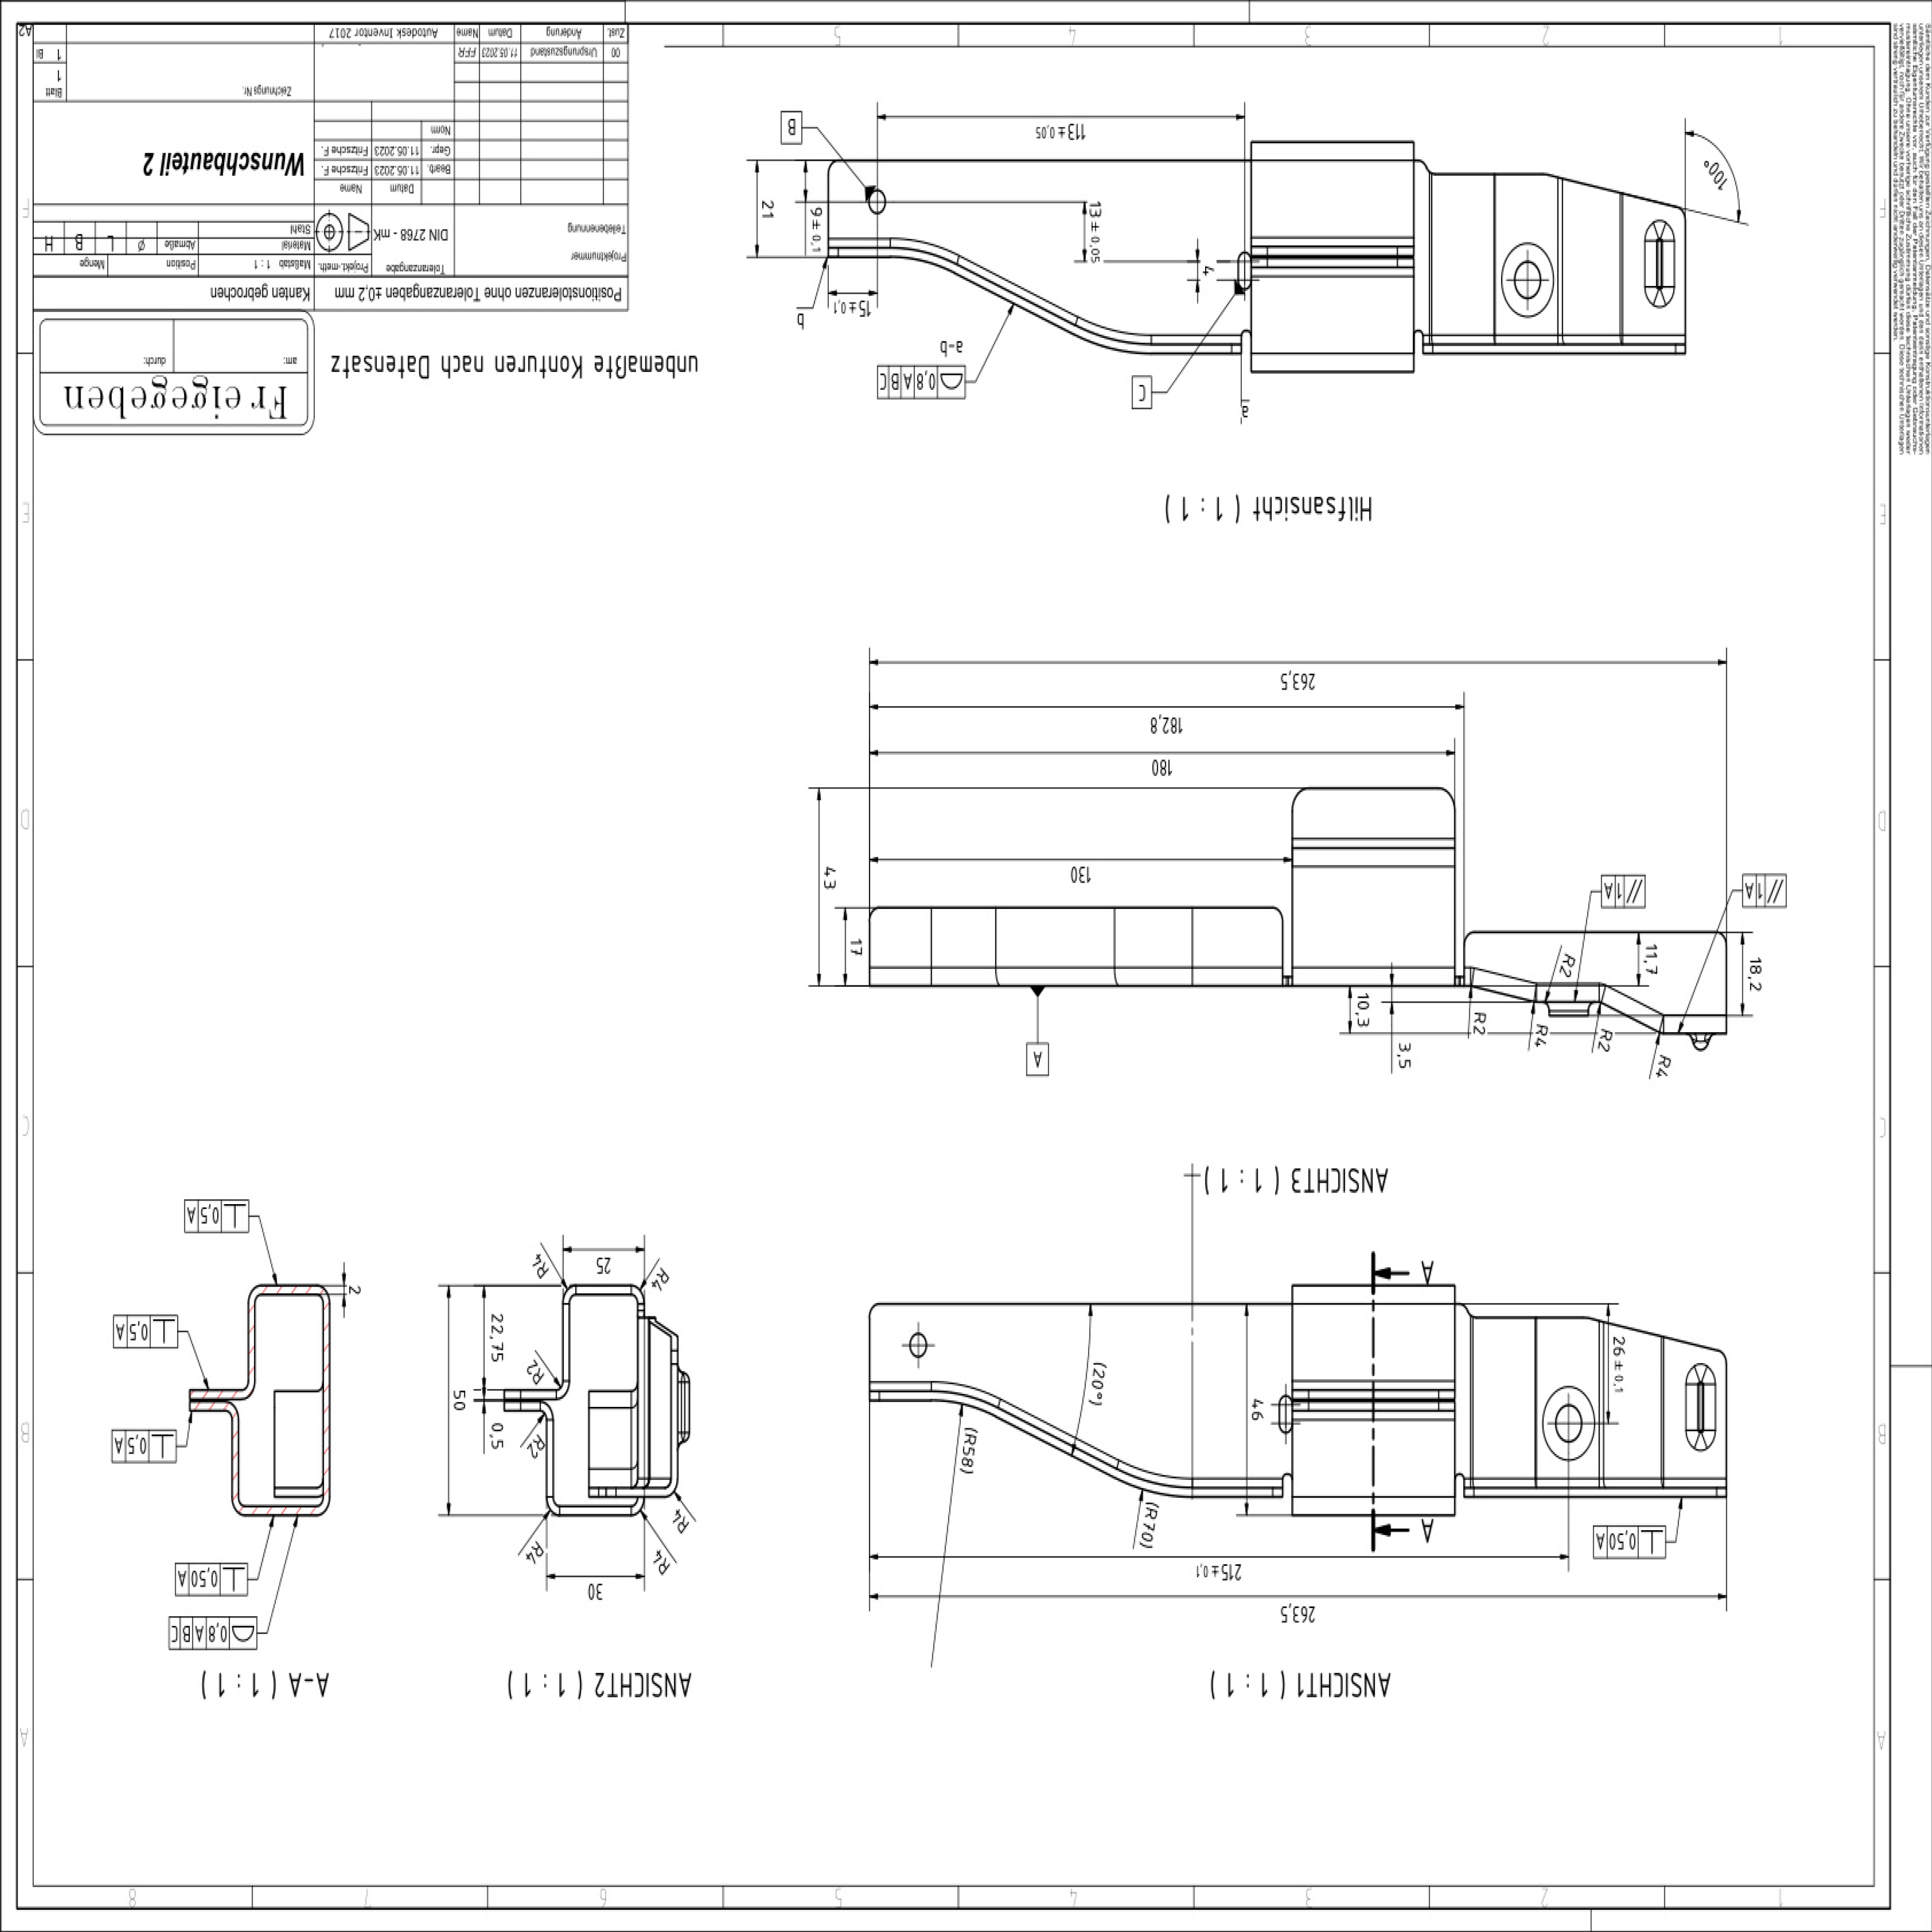 A-A ( 1 : 1 )
ANSICHT2 ( 1 : 1 )
ANSICHT1 ( 1 : 1 )
0,8 A B C
0,50 A
0,5 A
0,5 A
0,5 A
2
30
R4
R4
R4
R2
R2
R4
R4
50
22,75
0,5
25
263,5
215 ± 0,1
0,50 A
(R70)
(R58)
(20°)
46
26 ± 0,1
A
A
ANSICHT3 ( 1 : 1 )
A
R4
R2
R4
R2
R2
3,5
10,3
18,2
11,7
// 1 A
// 1 A
17
43
130
180
182,8
263,5
Hilfsansicht ( 1 : 1 )
a
b
a-b
C
B
0,8 A B C
15 ± 0,1
4
13 ± 0,05
9 ± 0,1
21
113 ± 0,05
100°
unbemaßte Konturen nach Datensatz
Freigegeben
am:
durch:
Positionstoleranzen ohne Toleranzangaben ±0,2 mm
Kanten gebrochen
Projektnummer
Teilebenennung
Toleranzangabe
DIN 2768 - mK
Projekt.-meth.
Maßstab 1 : 1
Material
Stahl
Position
Menge
Abmaße
Ø
L
B
H
Datum
Name
Bearb.
11.05.2023
Fritzsche F.
Gepr.
11.05.2023
Fritzsche F.
Norm
Wunschbauteil 2
Zeichnungs Nr.
Blatt
1
1
Bl
00
Ursprungszustand
11.05.2023
FFR
Zust.
Änderung
Datum
Name
Autodesk Inventor 2017
A2
1
2
3
4
5
6
7
8
A
B
C
D
E
F